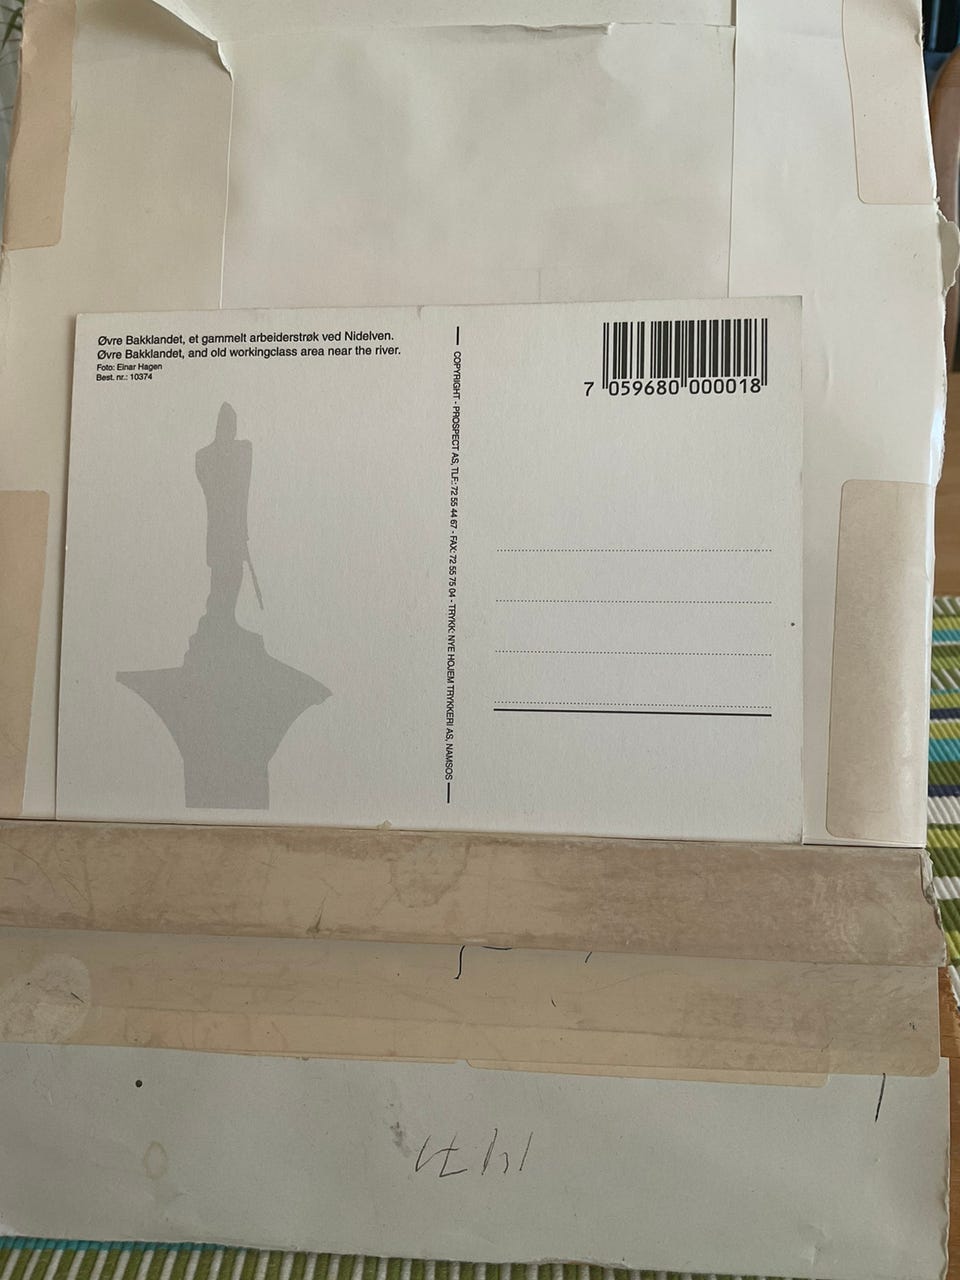 Øvre Bakklandet, et gammelt arbeiderstrøk ved Nidelven.
Øvre Bakklandet, and old workingclass area near the river.
Foto: Einar Hagen
Best. nr.: 10374
COPYRIGHT - PROSPECT AS, TLF.: 72 55 44 67 - FAX: 72 55 75 04 - TRYKK: NYE HOJEM TRYKKERI AS, NAMSOS
7 059680 000018